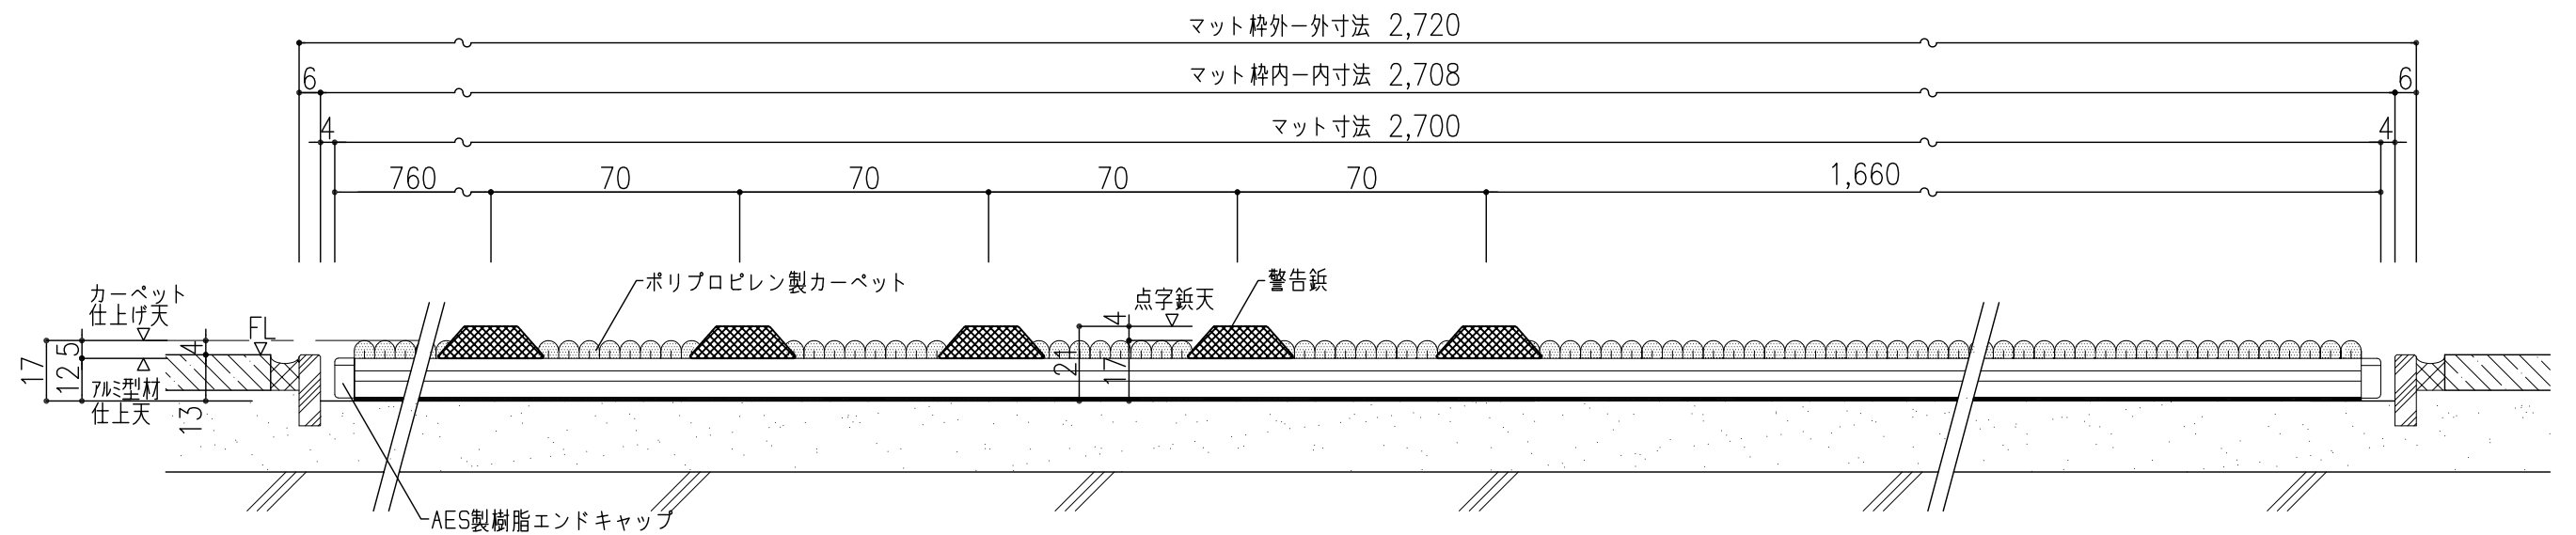 マット枠外ー外寸法 2,720
6 マット枠内ー内寸法 2,708 6
4 マット寸法 2,700 4
760 70 70 70 70 1,660
ポリプロピレン製カーペット
警告鋲
カーペット
仕上げ天
点字鋲天
FL
17
12.5
4
アルミ型材
仕上天
13
21
17
4
AES製樹脂エンドキャップ